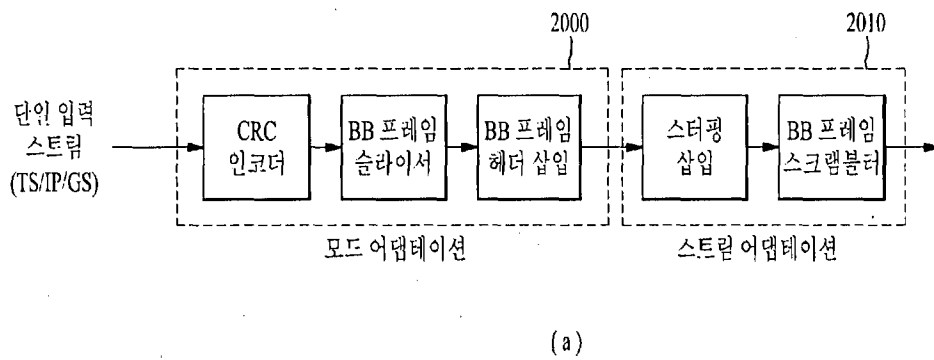 2000
2010
단일 입력
스트림
(TS/IP/GS)
CRC
인코더
BB 프레임
슬라이서
BB 프레임
헤더 삽입
스터핑
삽입
BB 프레임
스크램블터
모드 어댑테이션
스트림 어댑테이션
(a)